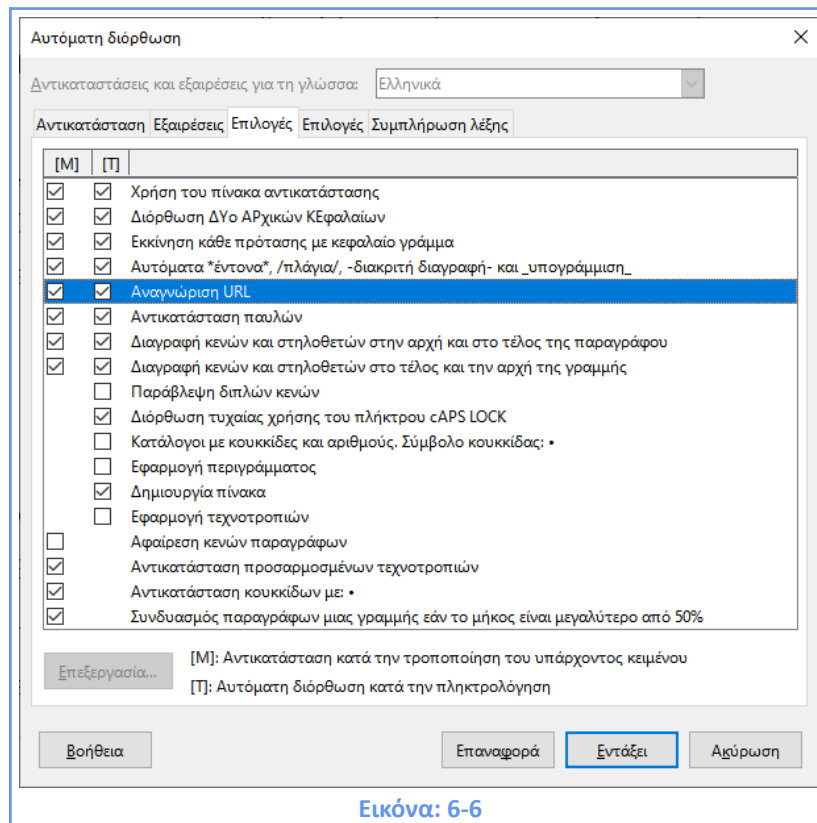 Αυτόματη διόρθωση
Αντικαταστάσεις και εξαιρέσεις για τη γλώσσα: Ελληνικά
Αντικατάσταση Εξαιρέσεις Επιλογές Επιλογές Συμπλήρωση λέξης
[M] [T]
Χρήση του πίνακα αντικατάστασης
Διόρθωση ΔΥο ΑΡχικών ΚΕφαλαίων
Εκκίνηση κάθε πρότασης με κεφαλαίο γράμμα
Αυτόματα *έντονα*, /πλάγια/, -διακριτή διαγραφή- και _υπογράμμιση_
Αναγνώριση URL
Αντικατάσταση παυλών
Διαγραφή κενών και στηλοθετών στην αρχή και στο τέλος της παραγράφου
Διαγραφή κενών και στηλοθετών στο τέλος και την αρχή της γραμμής
Παράβλεψη διπλών κενών
Διόρθωση τυχαίας χρήσης του πλήκτρου cAPS LOCK
Κατάλογοι με κουκκίδες και αριθμούς. Σύμβολο κουκκίδας: •
Εφαρμογή περιγράμματος
Δημιουργία πίνακα
Εφαρμογή τεχνοτροπιών
Αφαίρεση κενών παραγράφων
Αντικατάσταση προσαρμοσμένων τεχνοτροπιών
Αντικατάσταση κουκκίδων με: •
Συνδυασμός παραγράφων μιας γραμμής εάν το μήκος είναι μεγαλύτερο από 50%
Επεξεργασία...
[M]: Αντικατάσταση κατά την τροποποίηση του υπάρχοντος κειμένου
[T]: Αυτόματη διόρθωση κατά την πληκτρολόγηση
Βοήθεια Επαναφορά Εντάξει Ακύρωση
Εικόνα: 6-6